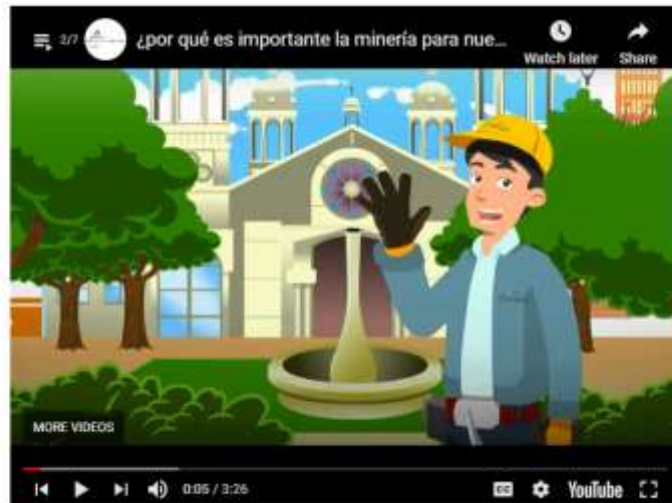 2/7 ¿por qué es importante la minería para nue...
Watch later Share
MORE VIDEOS
0:05 / 3:26 CC YouTube